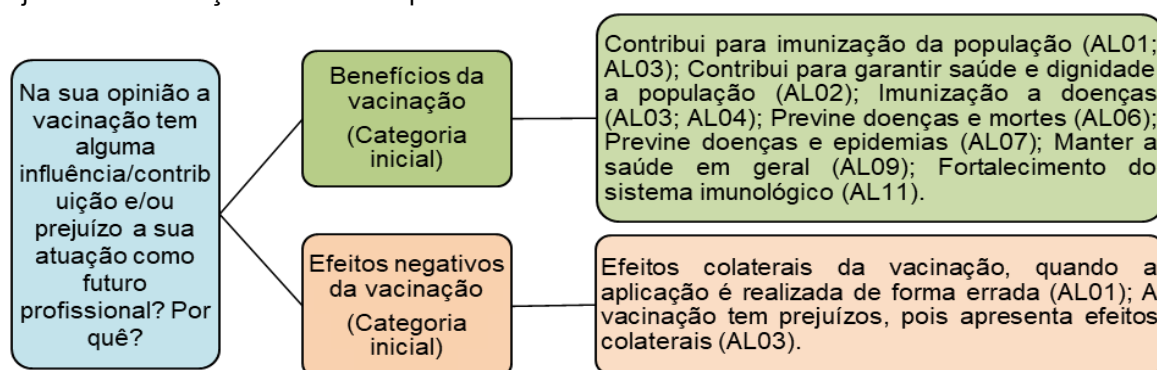 Na sua opinião a
vacinação tem
alguma
influência/contrib
uição e/ou
prejuízo a sua
atuação como
futuro
profissional? Por
quê?
Benefícios da
vacinação
(Categoria
inicial)
Contribui para imunização da população (AL01;
AL03); Contribui para garantir saúde e dignidade
a população (AL02); Imunização a doenças
(AL03; AL04); Previne doenças e mortes (AL06);
Previne doenças e epidemias (AL07); Manter a
saúde em geral (AL09); Fortalecimento do
sistema imunológico (AL11).
Efeitos negativos
da vacinação
(Categoria
inicial)
Efeitos colaterais da vacinação, quando a
aplicação é realizada de forma errada (AL01); A
vacinação tem prejuízos, pois apresenta efeitos
colaterais (AL03).